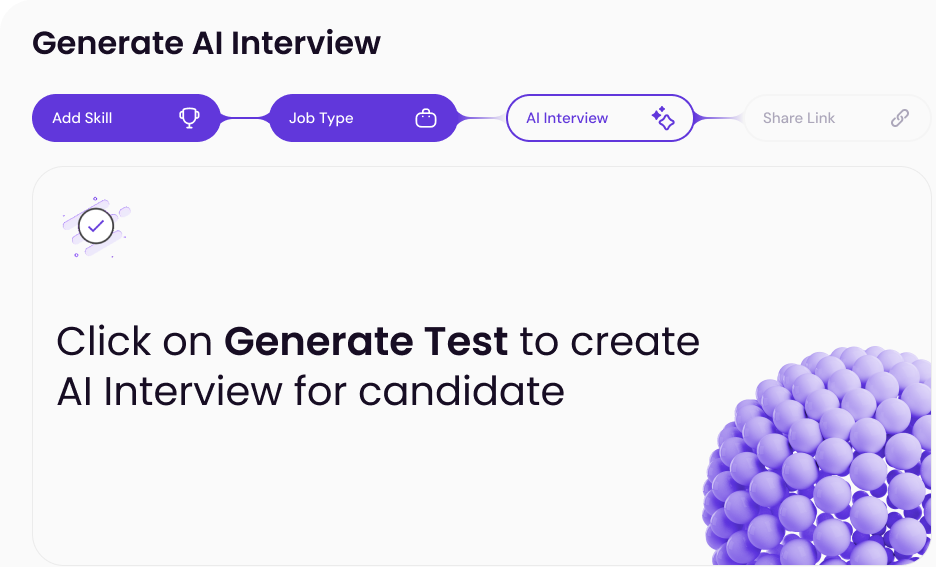 Generate AI Interview
Add Skill
Job Type
AI Interview
Share Link
Click on Generate Test to create
AI Interview for candidate